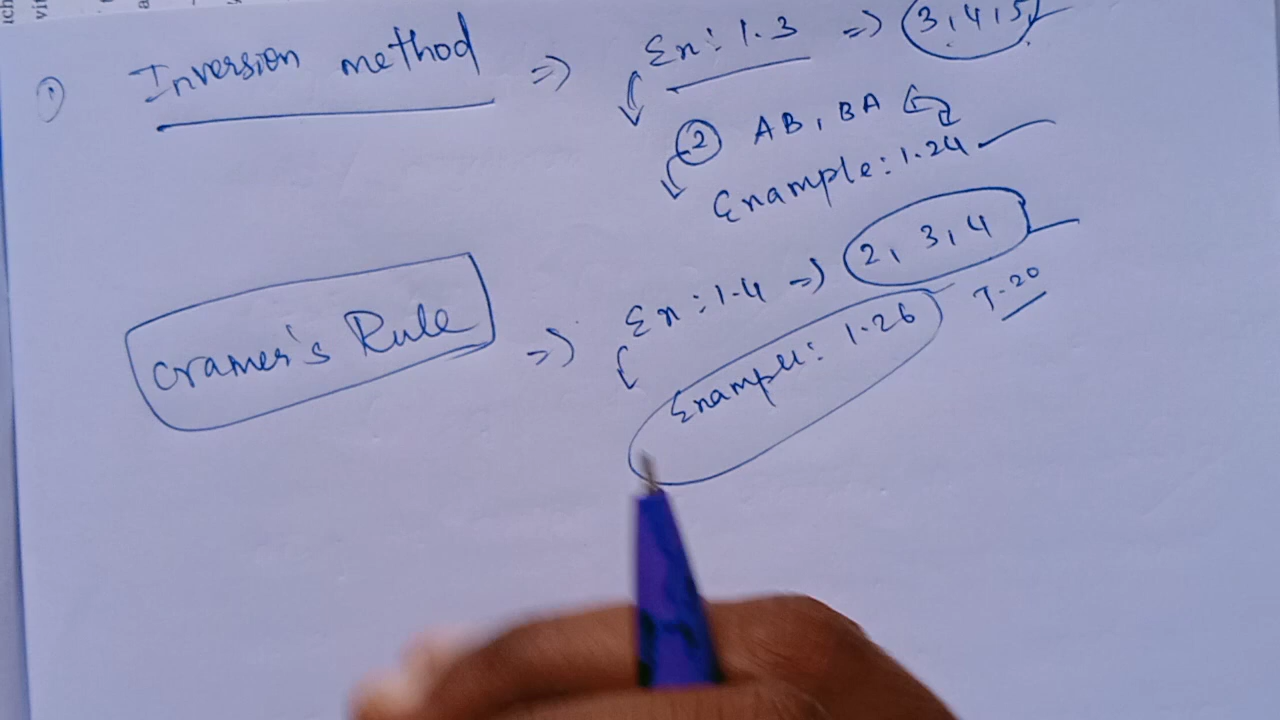 ① Inversion method => Ex: 1.3 => 3, 4, 5
② AB, BA
Example: 1.24
Cramer's Rule => Ex: 1.4 => 2, 3, 4
Example: 1.26 T-20